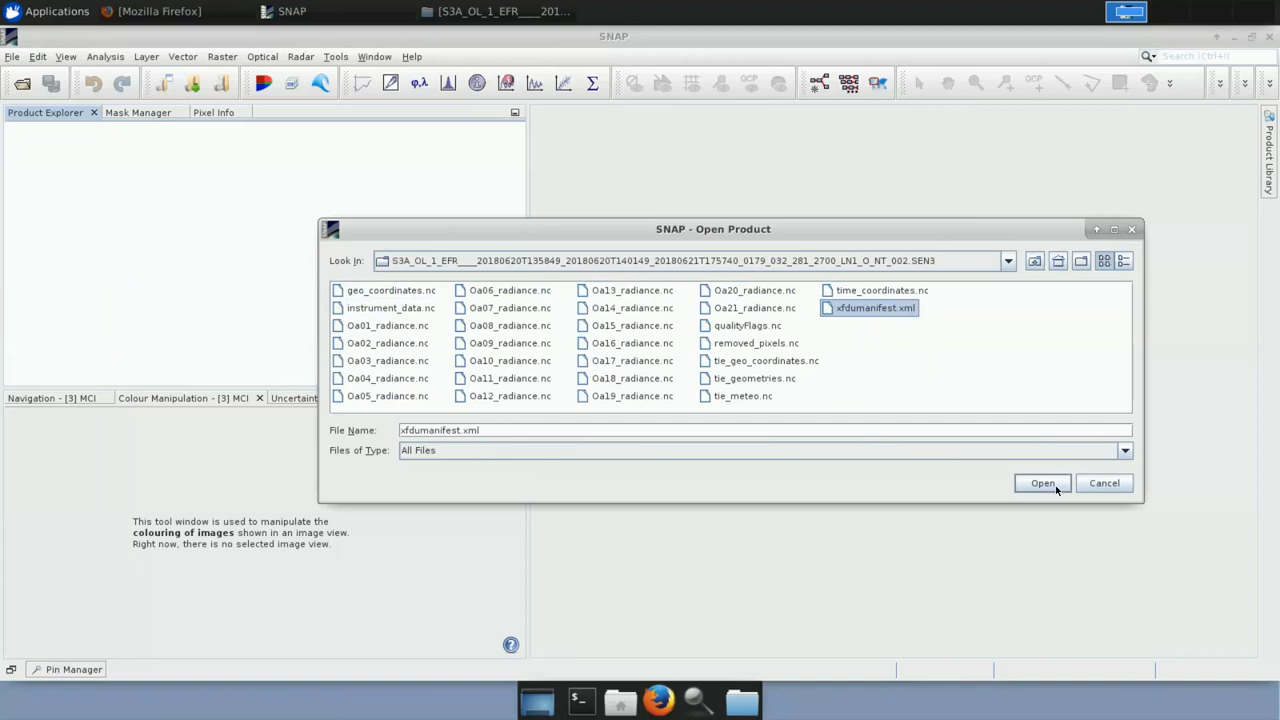 Applications [Mozilla Firefox] SNAP [S3A_OL_1_EFR____201...
SNAP
File Edit View Analysis Layer Vector Raster Optical Radar Tools Window Help Search (Ctrl+I)
Product Explorer Mask Manager Pixel Info
Product Library
SNAP - Open Product
Look In: S3A_OL_1_EFR____20180620T135849_20180620T140149_20180621T175740_0179_032_281_2700_LN1_O_NT_002.SEN3
geo_coordinates.nc Oa06_radiance.nc Oa13_radiance.nc Oa20_radiance.nc time_coordinates.nc
instrument_data.nc Oa07_radiance.nc Oa14_radiance.nc Oa21_radiance.nc xfdumanifest.xml
Oa01_radiance.nc Oa08_radiance.nc Oa15_radiance.nc qualityFlags.nc
Oa02_radiance.nc Oa09_radiance.nc Oa16_radiance.nc removed_pixels.nc
Oa03_radiance.nc Oa10_radiance.nc Oa17_radiance.nc tie_geo_coordinates.nc
Oa04_radiance.nc Oa11_radiance.nc Oa18_radiance.nc tie_geometries.nc
Oa05_radiance.nc Oa12_radiance.nc Oa19_radiance.nc tie_meteo.nc
File Name: xfdumanifest.xml
Files of Type: All Files
Open Cancel
Navigation - [3] MCI Colour Manipulation - [3] MCI Uncertaint
This tool window is used to manipulate the
colouring of images shown in an image view.
Right now, there is no selected image view.
Pin Manager